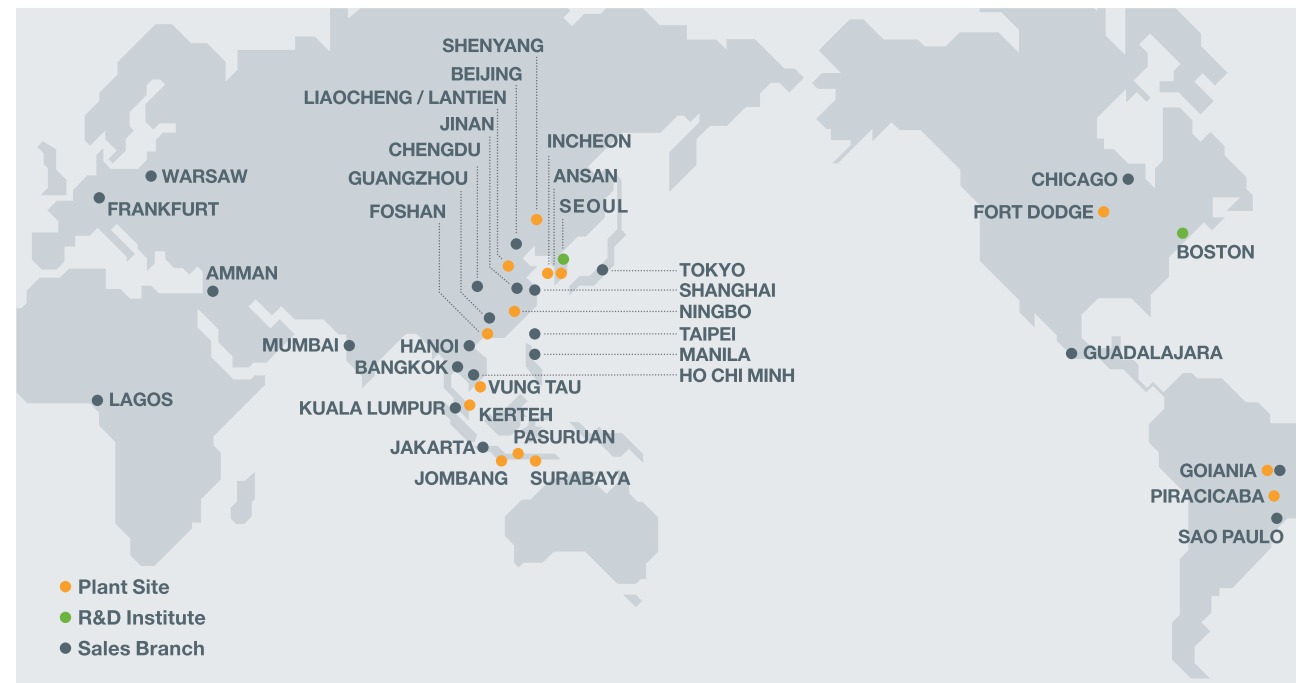 SHENYANG
BEIJING
LIAOCHENG / LANTIEN
JINAN
INCHEON
CHENGDU
ANSAN
GUANGZHOU
FOSHAN
SEOUL
WARSAW
FRANKFURT
AMMAN
MUMBAI
LAGOS
HANOI
BANGKOK
KUALA LUMPUR
VUNG TAU
KERTEH
PASURUAN
JAKARTA
JOMBANG
SURABAYA
TOKYO
SHANGHAI
NINGBO
TAIPEI
MANILA
HO CHI MINH
CHICAGO
FORT DODGE
BOSTON
GUADALAJARA
GOIANIA
PIRACICABA
SAO PAULO
Plant Site
R&D Institute
Sales Branch